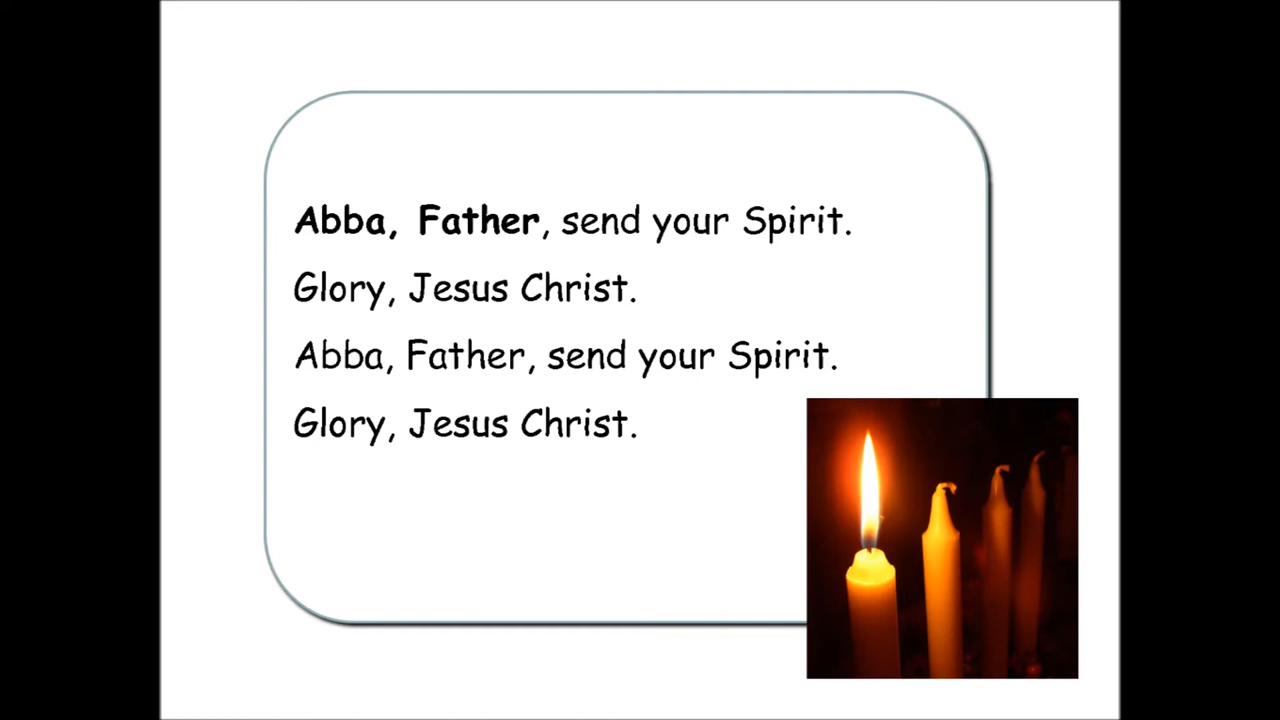 Abba, Father, send your Spirit.
Glory, Jesus Christ.
Abba, Father, send your Spirit.
Glory, Jesus Christ.